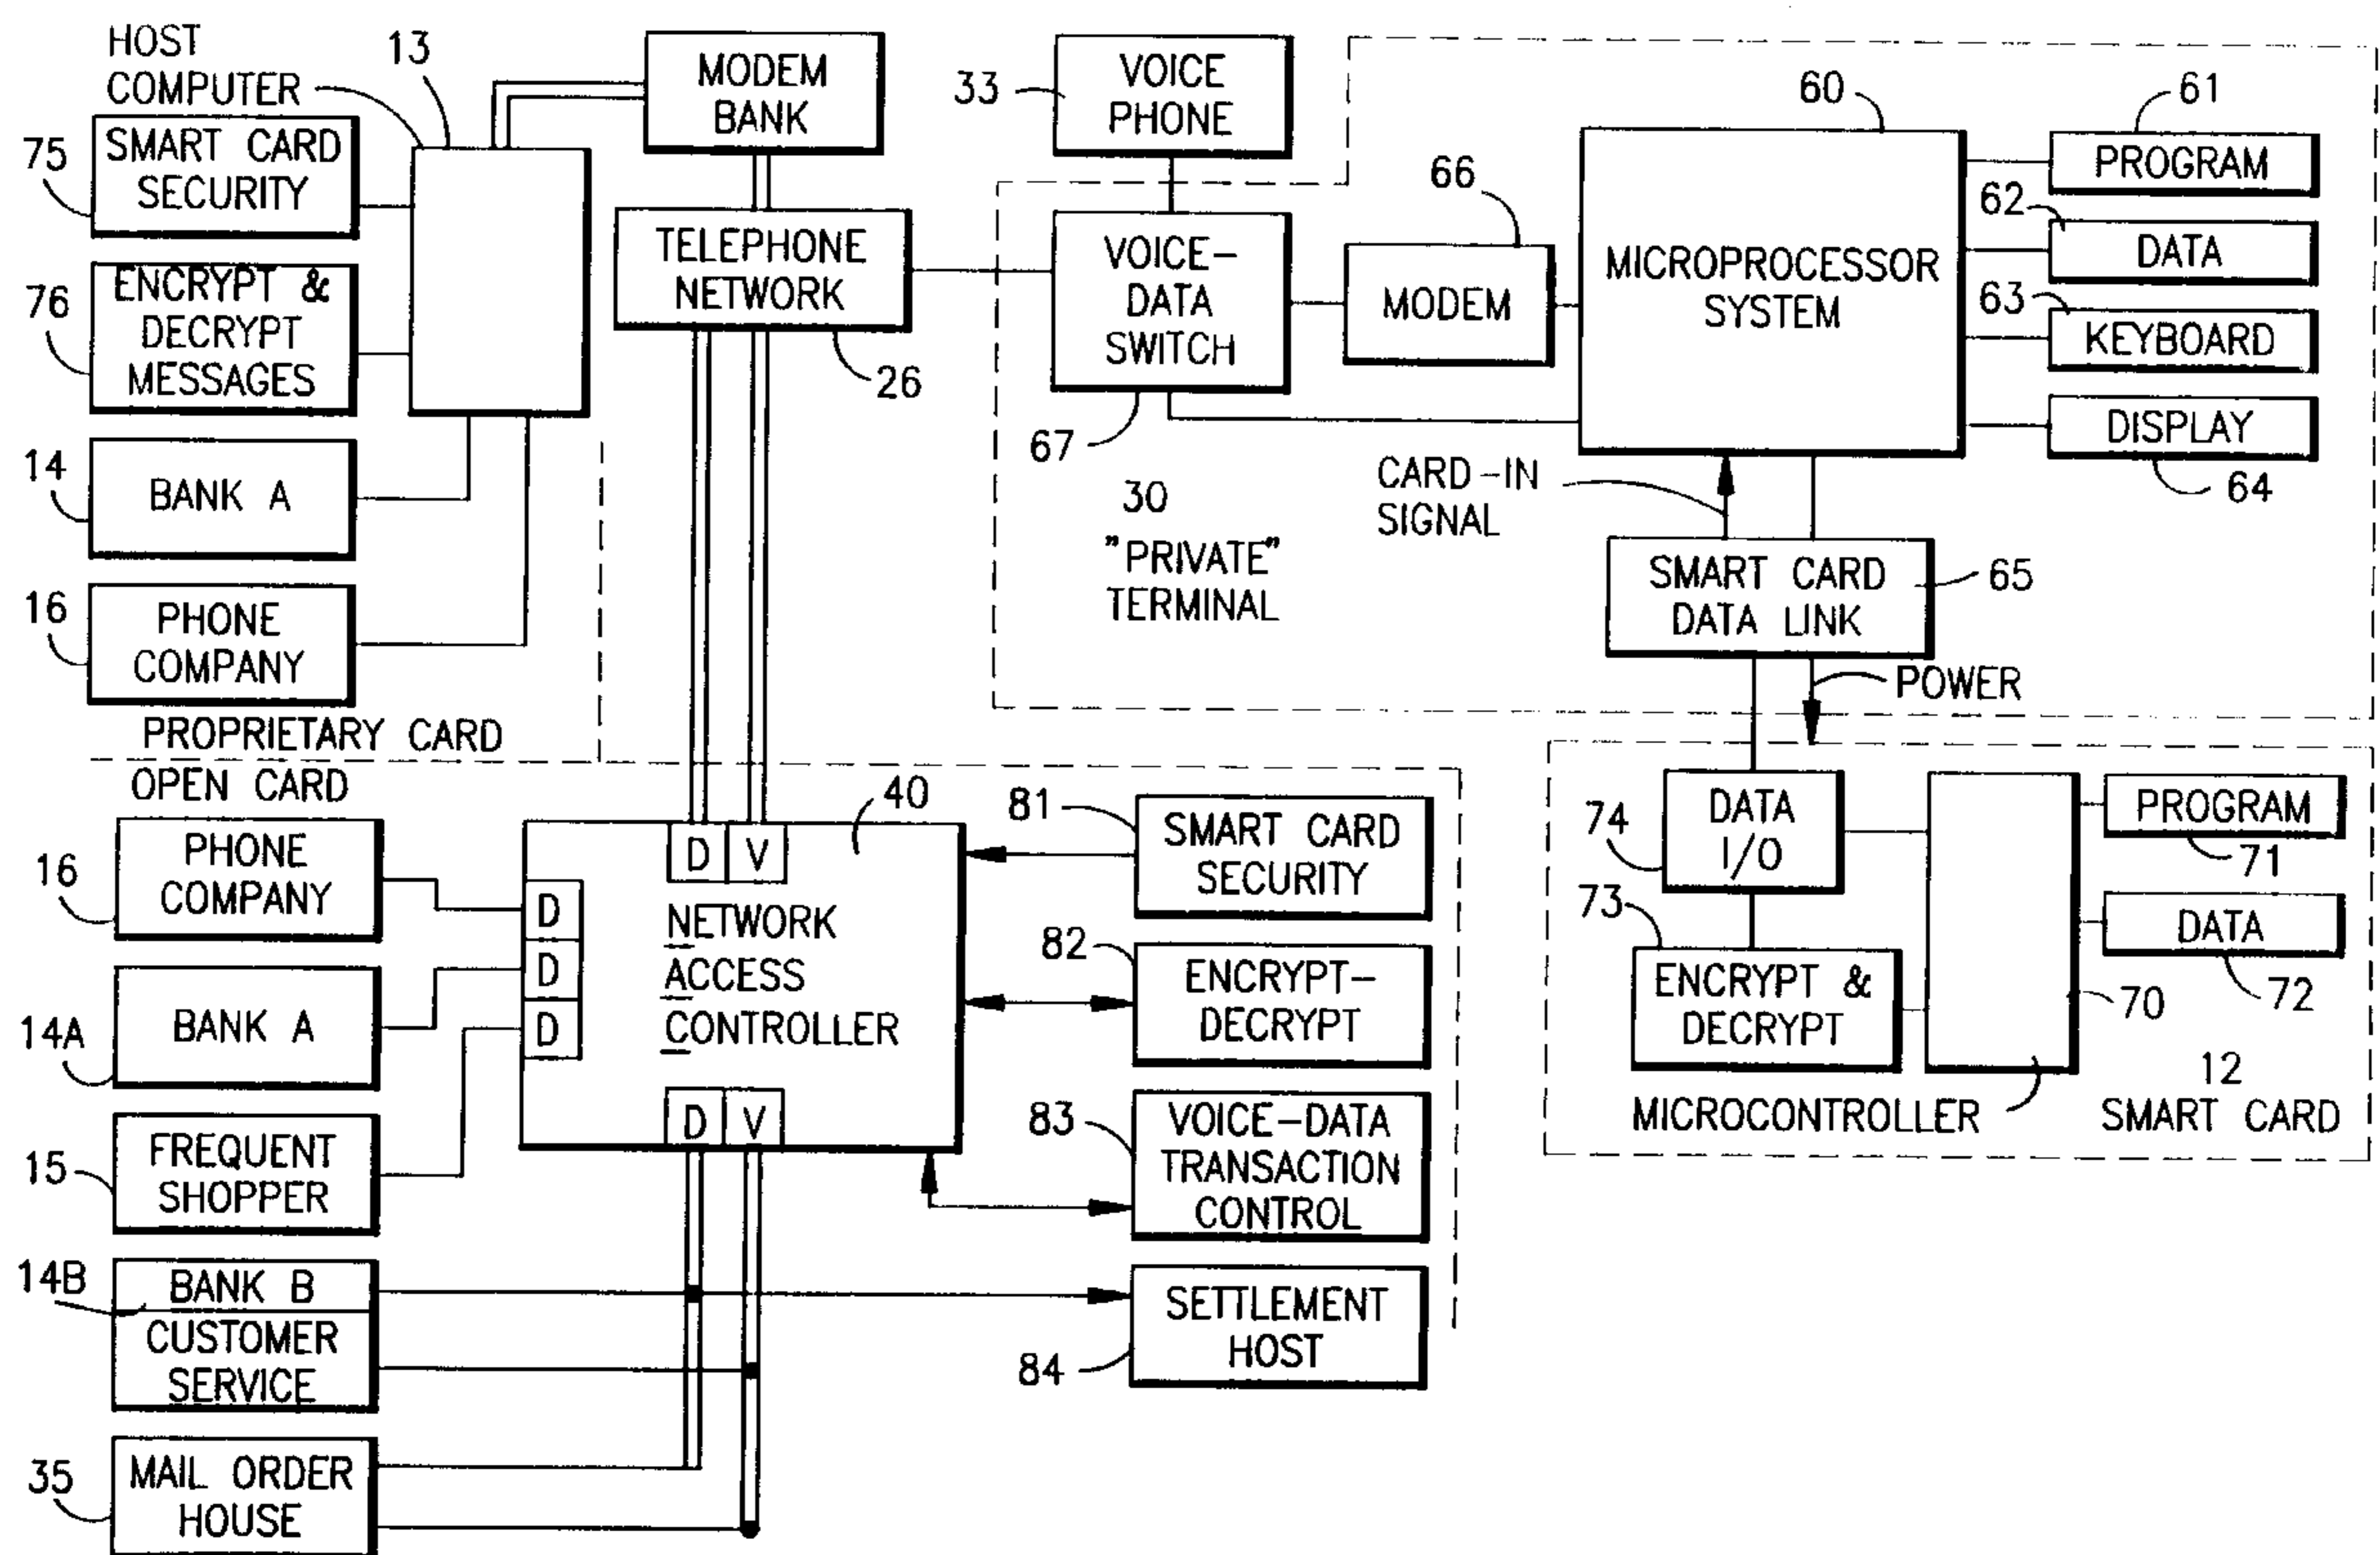 HOST
COMPUTER
13
75
SMART CARD
SECURITY
76
ENCRYPT &
DECRYPT
MESSAGES
14
BANK A
16
PHONE
COMPANY
PROPRIETARY CARD
MODEM
BANK
TELEPHONE
NETWORK
26
33
VOICE
PHONE
VOICE-
DATA
SWITCH
67
66
MODEM
60
MICROPROCESSOR
SYSTEM
61
PROGRAM
62
DATA
63
KEYBOARD
DISPLAY
64
CARD-IN
SIGNAL
30
"PRIVATE"
TERMINAL
SMART CARD
DATA LINK
65
POWER
OPEN CARD
16
PHONE
COMPANY
14A
BANK A
15
FREQUENT
SHOPPER
14B
BANK B
CUSTOMER
SERVICE
35
MAIL ORDER
HOUSE
40
D V
D
D
D
NETWORK
ACCESS
CONTROLLER
D V
81
SMART CARD
SECURITY
82
ENCRYPT-
DECRYPT
83
VOICE-DATA
TRANSACTION
CONTROL
84
SETTLEMENT
HOST
74
DATA
I/O
73
ENCRYPT &
DECRYPT
PROGRAM
71
DATA
72
70
MICROCONTROLLER
12
SMART CARD